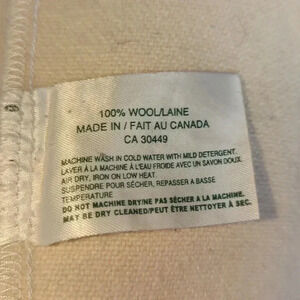 100% WOOL/LAINE
MADE IN / FAIT AU CANADA
CA 30449
MACHINE WASH IN COLD WATER WITH MILD DETERGENT.
LAVER À LA MACHINE À L'EAU FROIDE AVEC UN SAVON DOUX.
AIR DRY, IRON ON LOW HEAT.
SUSPENDRE POUR SÉCHER, REPASSER A BASSE
TEMPERATURE
DO NOT MACHINE DRY/NE PAS SÉCHER A LA MACHINE.
MAY BE DRY CLEANED/PEUT ÊTRE NETTOYER À SEC.